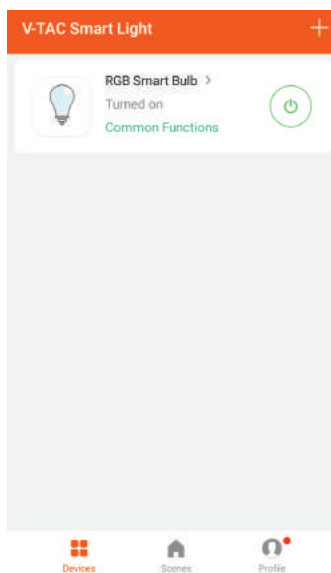 V-TAC Smart Light
RGB Smart Bulb
Turned on
Common Functions
Devices
Scenes
Profile